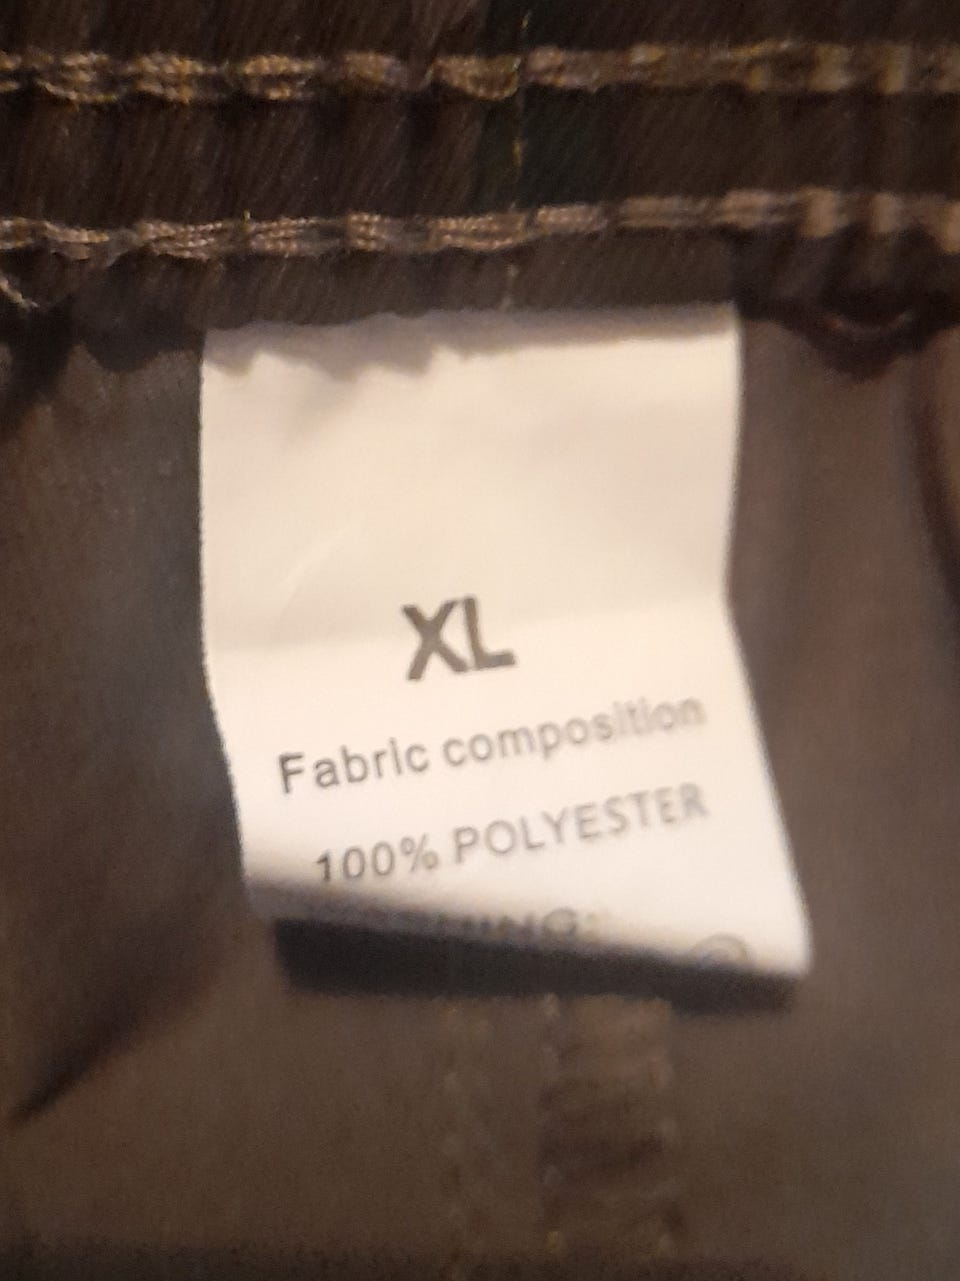 XL
Fabric composition
100% POLYESTER